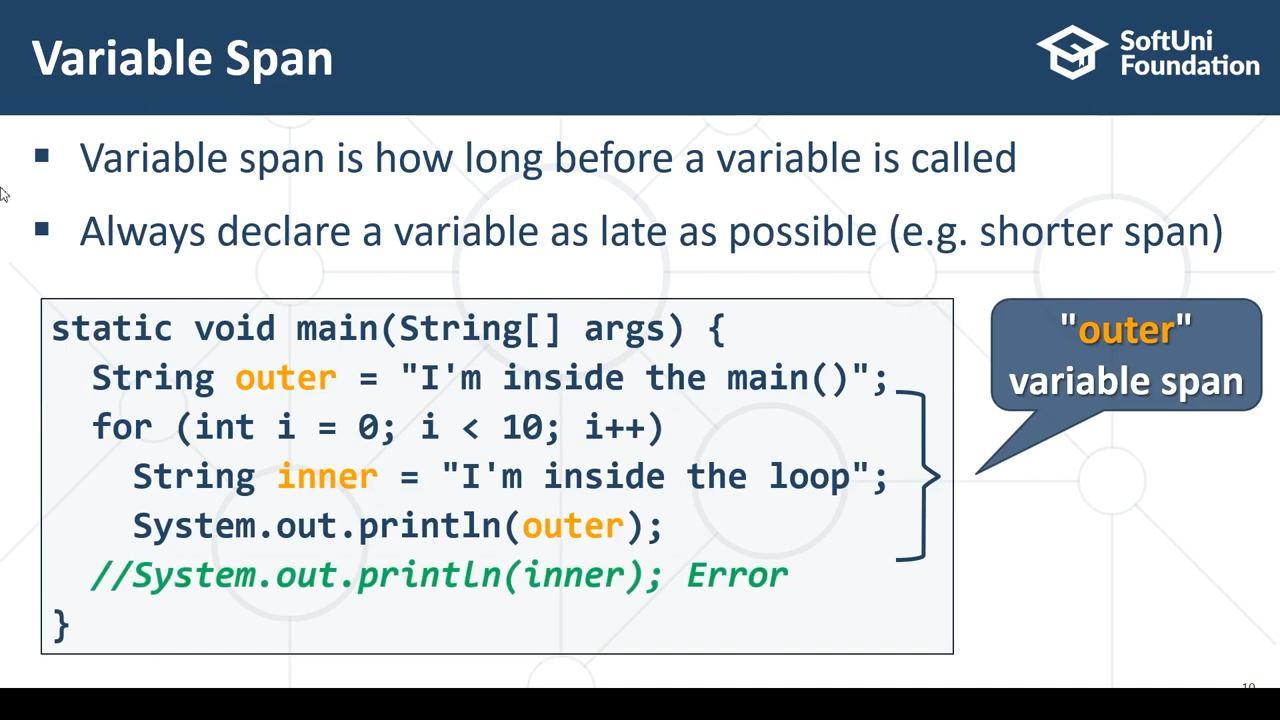 Variable Span
SoftUni
Foundation
▪ Variable span is how long before a variable is called
▪ Always declare a variable as late as possible (e.g. shorter span)
static void main(String[] args) {
  String outer = "I'm inside the main()";
  for (int i = 0; i < 10; i++)
    String inner = "I'm inside the loop";
    System.out.println(outer);
  //System.out.println(inner); Error
}
"outer"
variable span